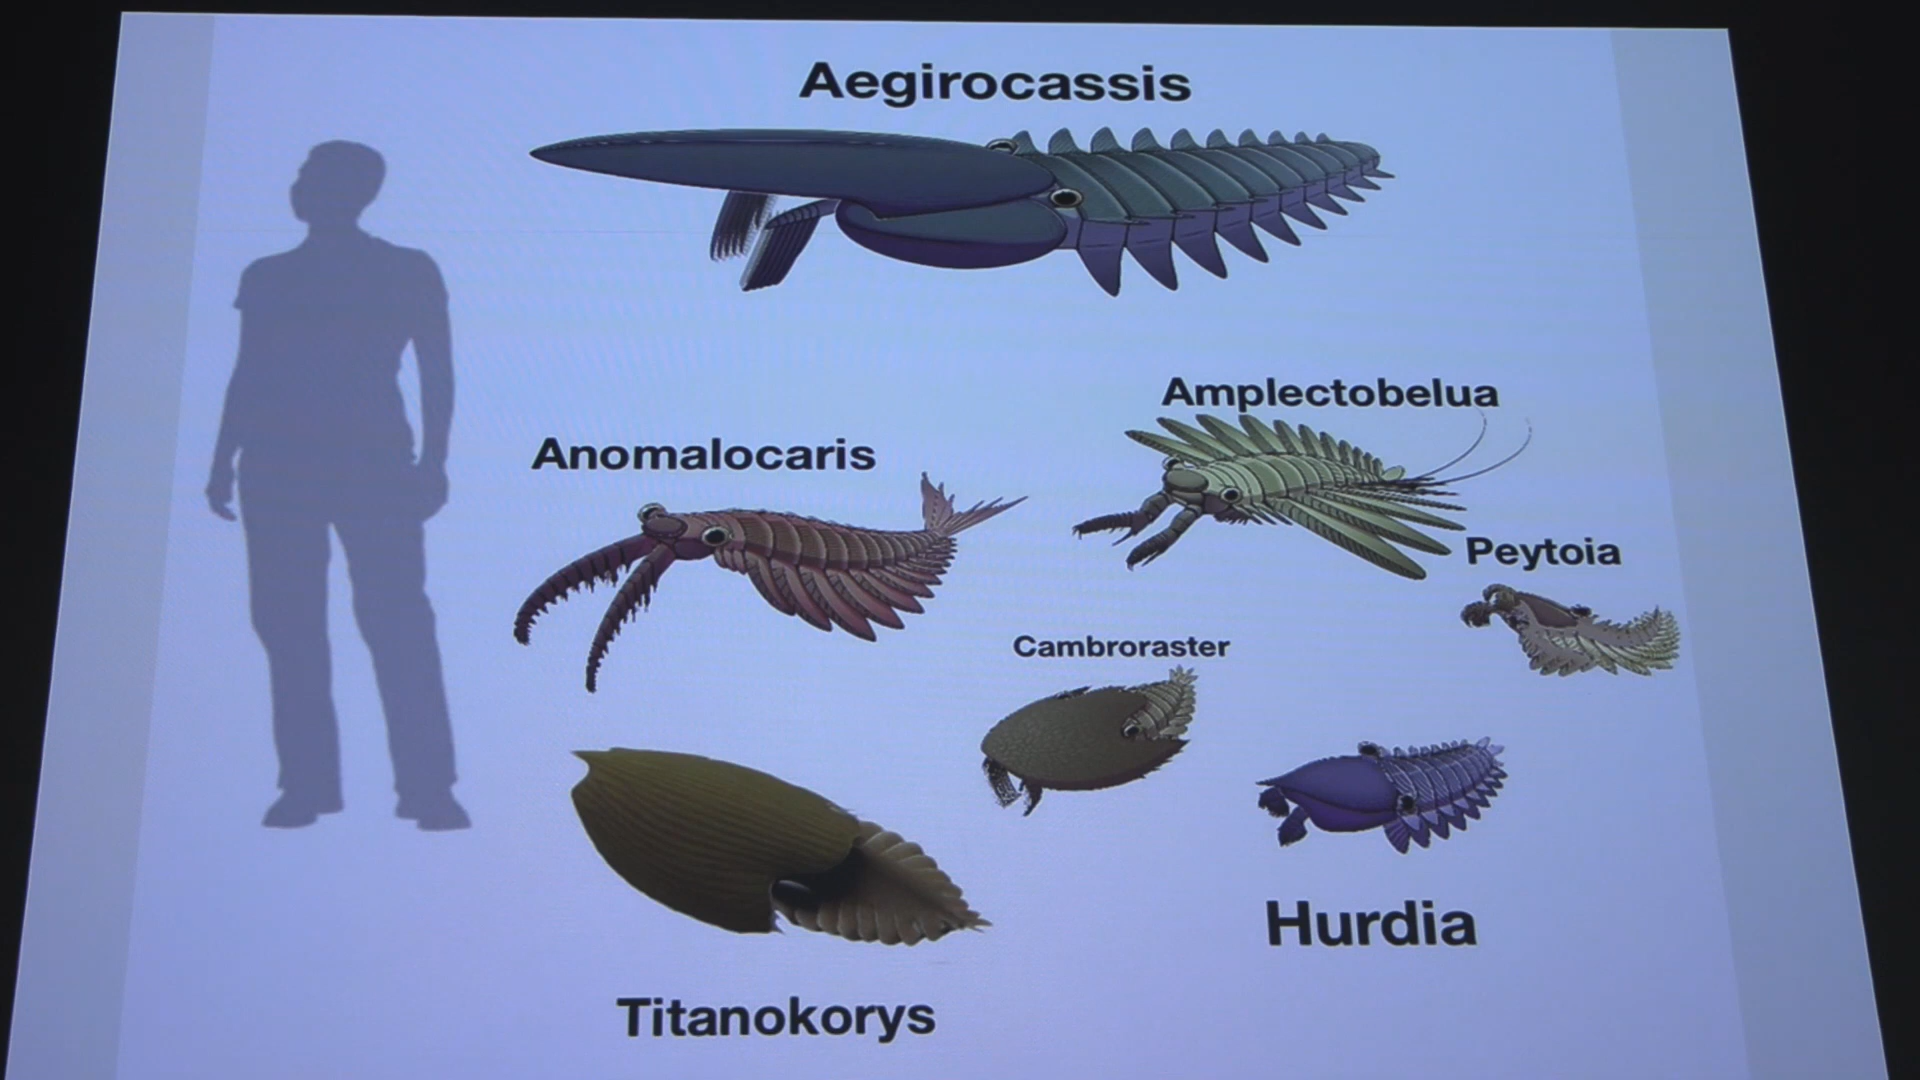 Aegirocassis
Amplectobelua
Anomalocaris
Peytoia
Cambroraster
Hurdia
Titanokorys